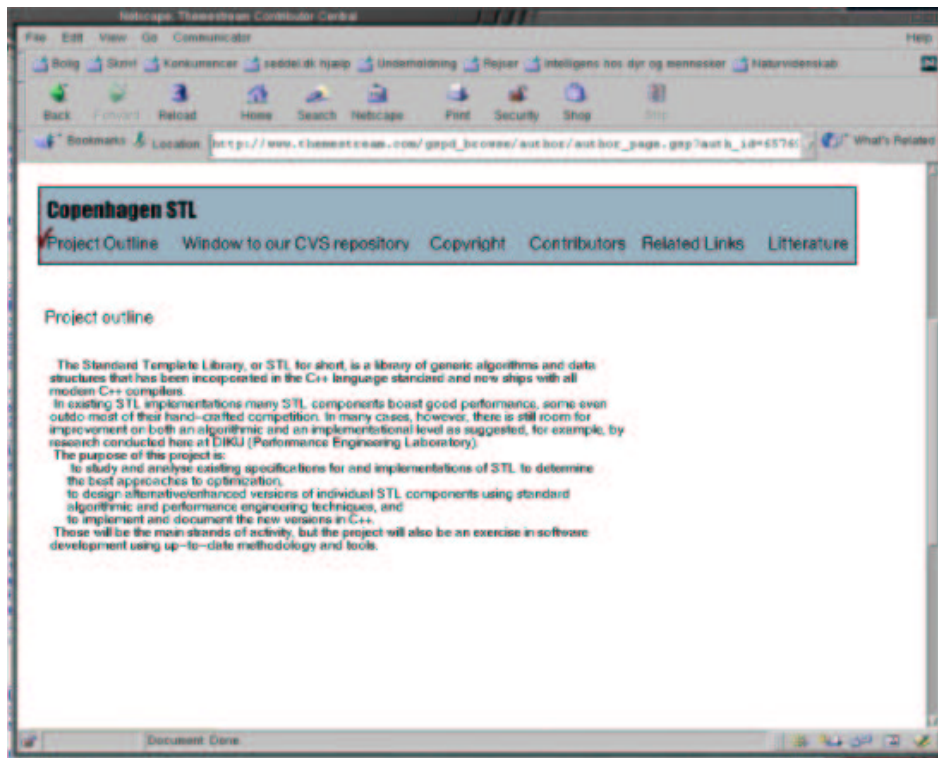 Netscape: Themestream Contributor Central
File Edit View Go Communicator Help
Bolig Skrivi Konkurrencer seddel.dk hjælp Underholdning Rejser Intelligens hos dyr og mennesker Naturvidenskab
Back Forward Reload Home Search Netscape Print Security Shop Stop
Bookmarks Location http://www.themestream.com/gspd_browse/author/author_page.gsp?auth_id= What's Related
Copenhagen STL
Project Outline Window to our CVS repository Copyright Contributors Related Links Litterature
Project outline
The Standard Template Library, or STL for short, is a library of generic algorithms and data
structures that has been incorporated in the C++ language standard and now ships with all
modern C++ compilers.
In existing STL implementations many STL components boast good performance, some even
outdo most of their hand-crafted competition. In many cases, however, there is still room for
improvement on both an algorithmic and an implementational level as suggested, for example, by
research conducted here at DIKU (Performance Engineering Laboratory).
The purpose of this project is:
to study and analyse existing specifications for and implementations of STL to determine
the best approaches to optimization,
to design alternative/enhanced versions of individual STL components using standard
algorithmic and performance engineering techniques, and
to implement and document the new versions in C++.
Those will be the main strands of activity, but the project will also be an exercise in software
development using up-to-date methodology and tools.
Document: Done